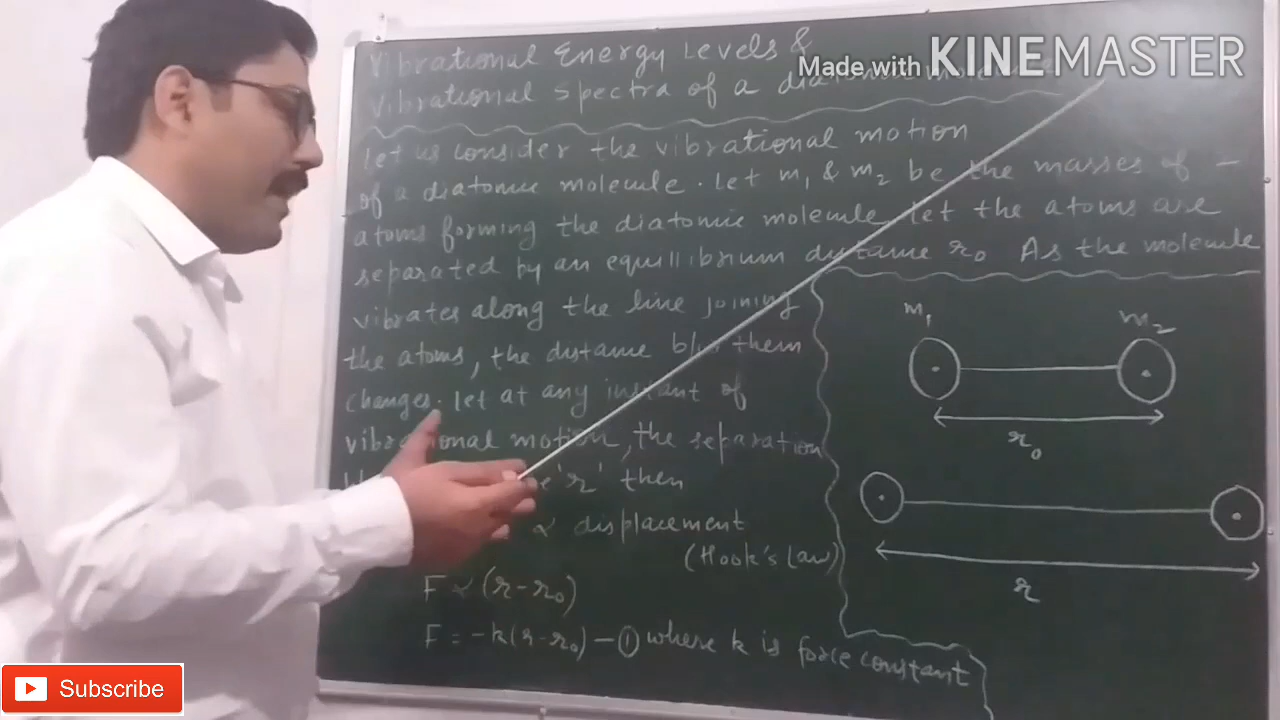 Vibrational Energy Levels &
Vibrational Spectra of a
Made with KINEMASTER
Let us consider the vibrational motion
of a diatomic molecule. Let m₁ & m₂ be the masses of -
atoms forming the diatomic molecule let the atoms are
separated by an equillibrium distance r₀ As the molecule
vibrates along the line joining
the atoms, the distance b/w them
changes. let at any instant of
vibrational motion, the separation
'r' then
∝ displacement
(Hook's Law)
F ∝ (r-r₀)
F = -k(r-r₀) - ① where k is force constant
m₁ m₂
r₀
r
Subscribe